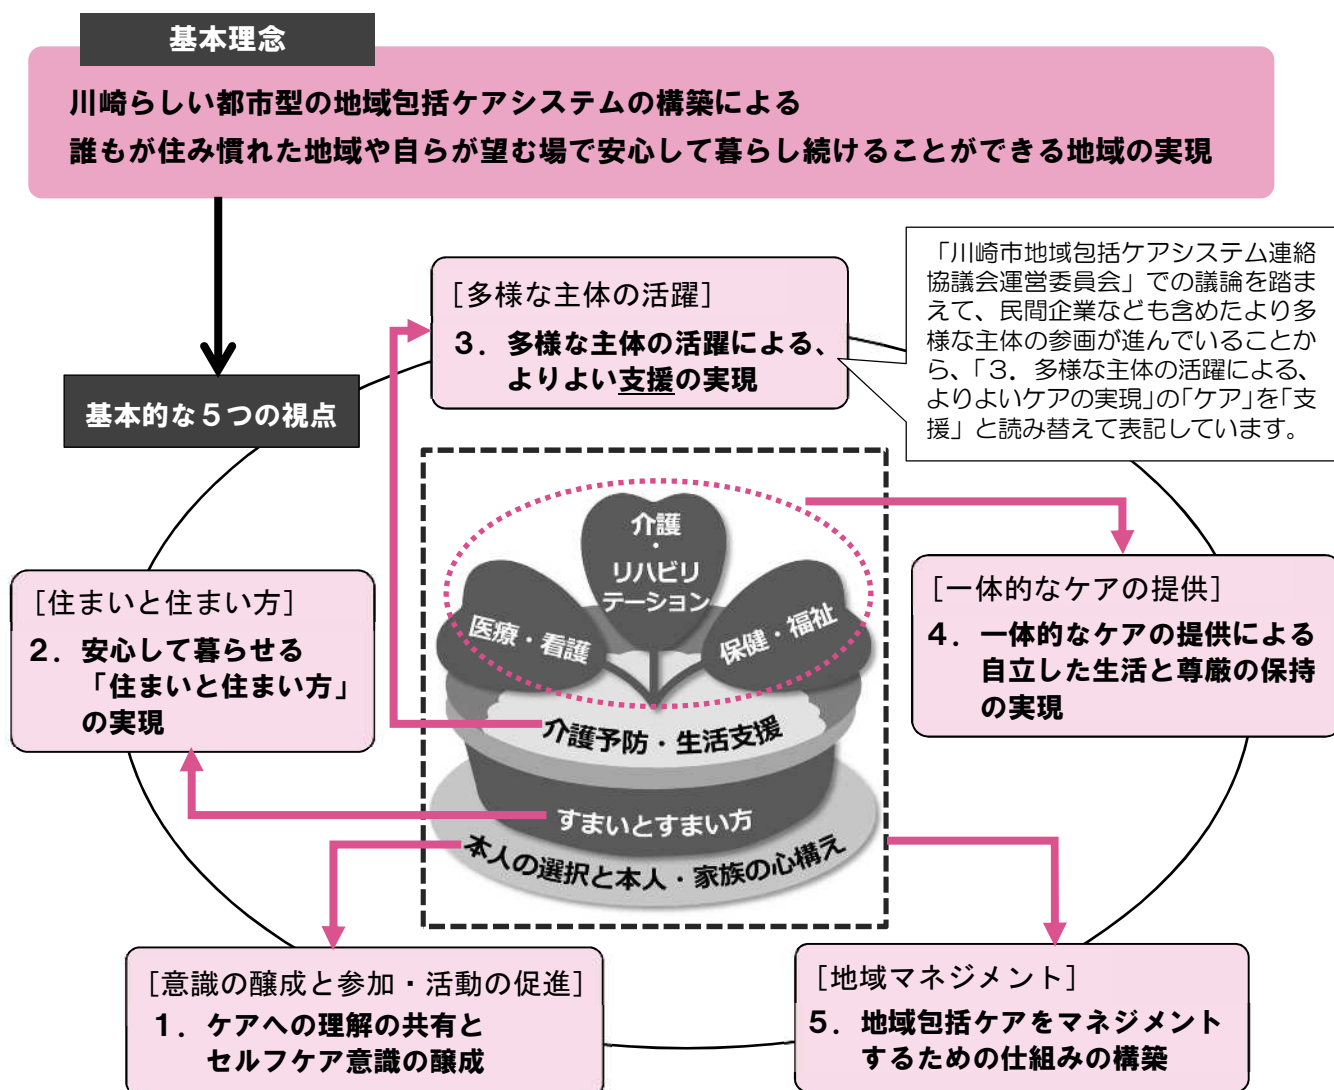 基本理念
川崎らしい都市型の地域包括ケアシステムの構築による
誰もが住み慣れた地域や自らが望む場で安心して暮らし続けることができる地域の実現
「川崎市地域包括ケアシステム連絡
協議会運営委員会」での議論を踏ま
えて、民間企業なども含めたより多
様な主体の参画が進んでいることか
ら、「３．多様な主体の活躍による、
よりよいケアの実現」の「ケア」を「支
援」と読み替えて表記しています。
［多様な主体の活躍］
３．多様な主体の活躍による、
よりよい支援の実現
基本的な５つの視点
介護
・
リハビリ
テーション
医療・看護
保健・福祉
介護予防・生活支援
すまいとすまい方
本人の選択と本人・家族の心構え
［住まいと住まい方］
２．安心して暮らせる
「住まいと住まい方」
の実現
［一体的なケアの提供］
４．一体的なケアの提供による
自立した生活と尊厳の保持
の実現
［意識の醸成と参加・活動の促進］
１．ケアへの理解の共有と
セルフケア意識の醸成
［地域マネジメント］
５．地域包括ケアをマネジメント
するための仕組みの構築